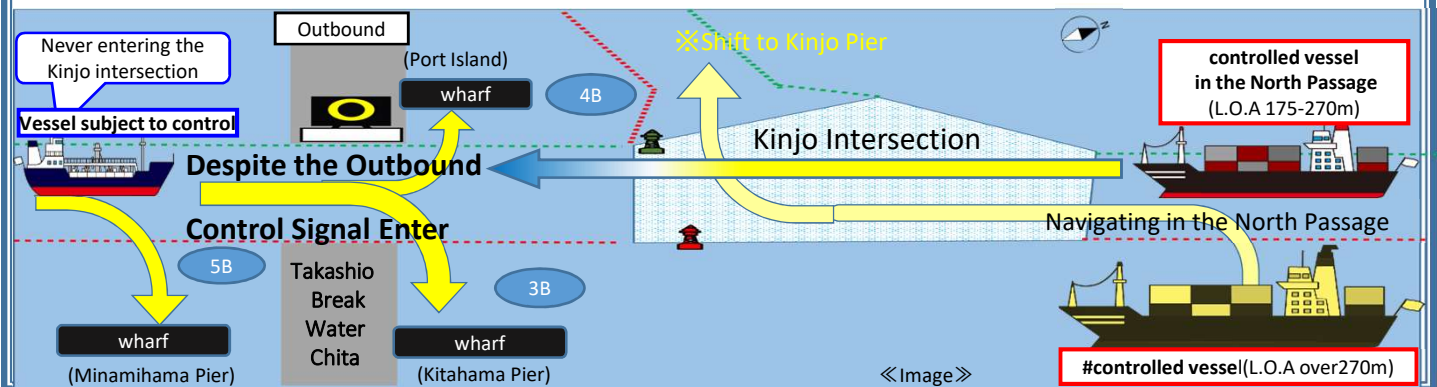 Never entering the
Kinjo intersection
Vessel subject to control
Outbound
(Port Island)
wharf
4B
※Shift to Kinjo Pier
N
controlled vessel
in the North Passage
(L.O.A 175-270m)
Kinjo Intersection
Despite the Outbound
Control Signal Enter
Navigating in the North Passage
5B
3B
Takashio
Break
Water
Chita
wharf
(Minamihama Pier)
wharf
(Kitahama Pier)
≪Image≫
#controlled vessel(L.O.A over270m)